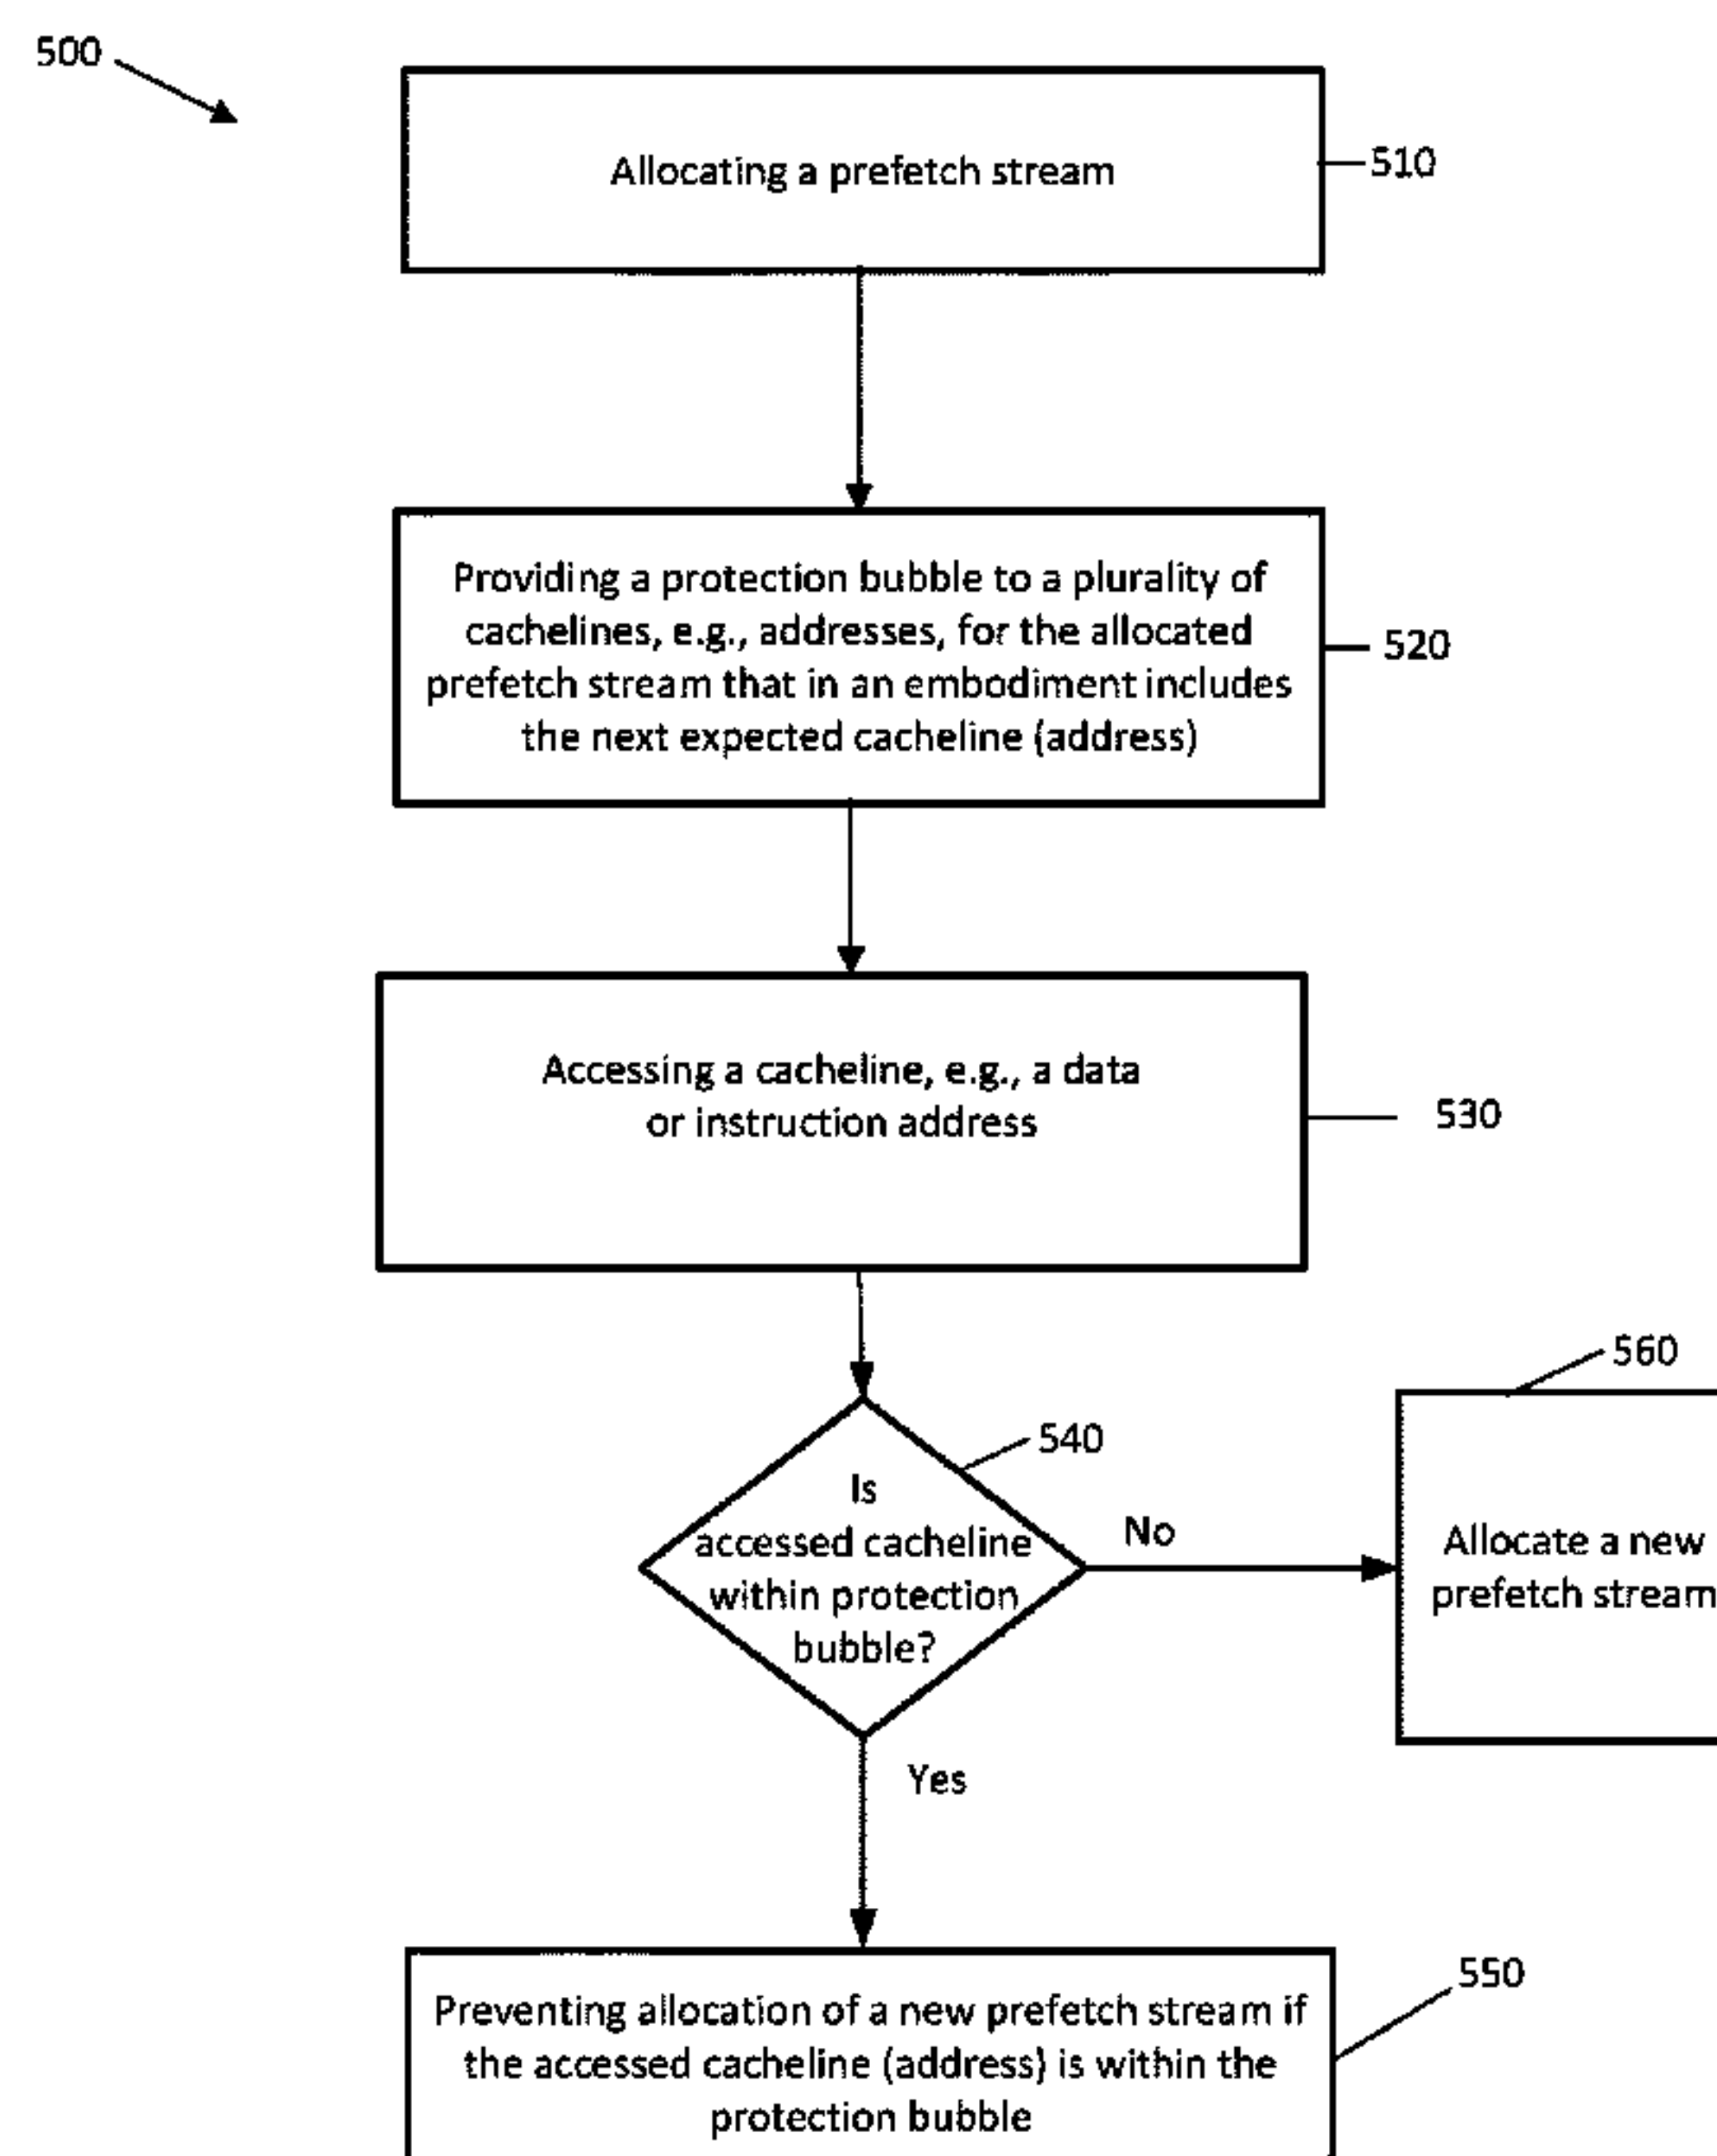 500
Allocating a prefetch stream
510
Providing a protection bubble to a plurality of
cachelines, e.g., addresses, for the allocated
prefetch stream that in an embodiment includes
the next expected cacheline (address)
520
Accessing a cacheline, e.g., a data
or instruction address
530
560
540
Is
accessed cacheline
within protection
bubble?
No
Allocate a new
prefetch stream
Yes
550
Preventing allocation of a new prefetch stream if
the accessed cacheline (address) is within the
protection bubble